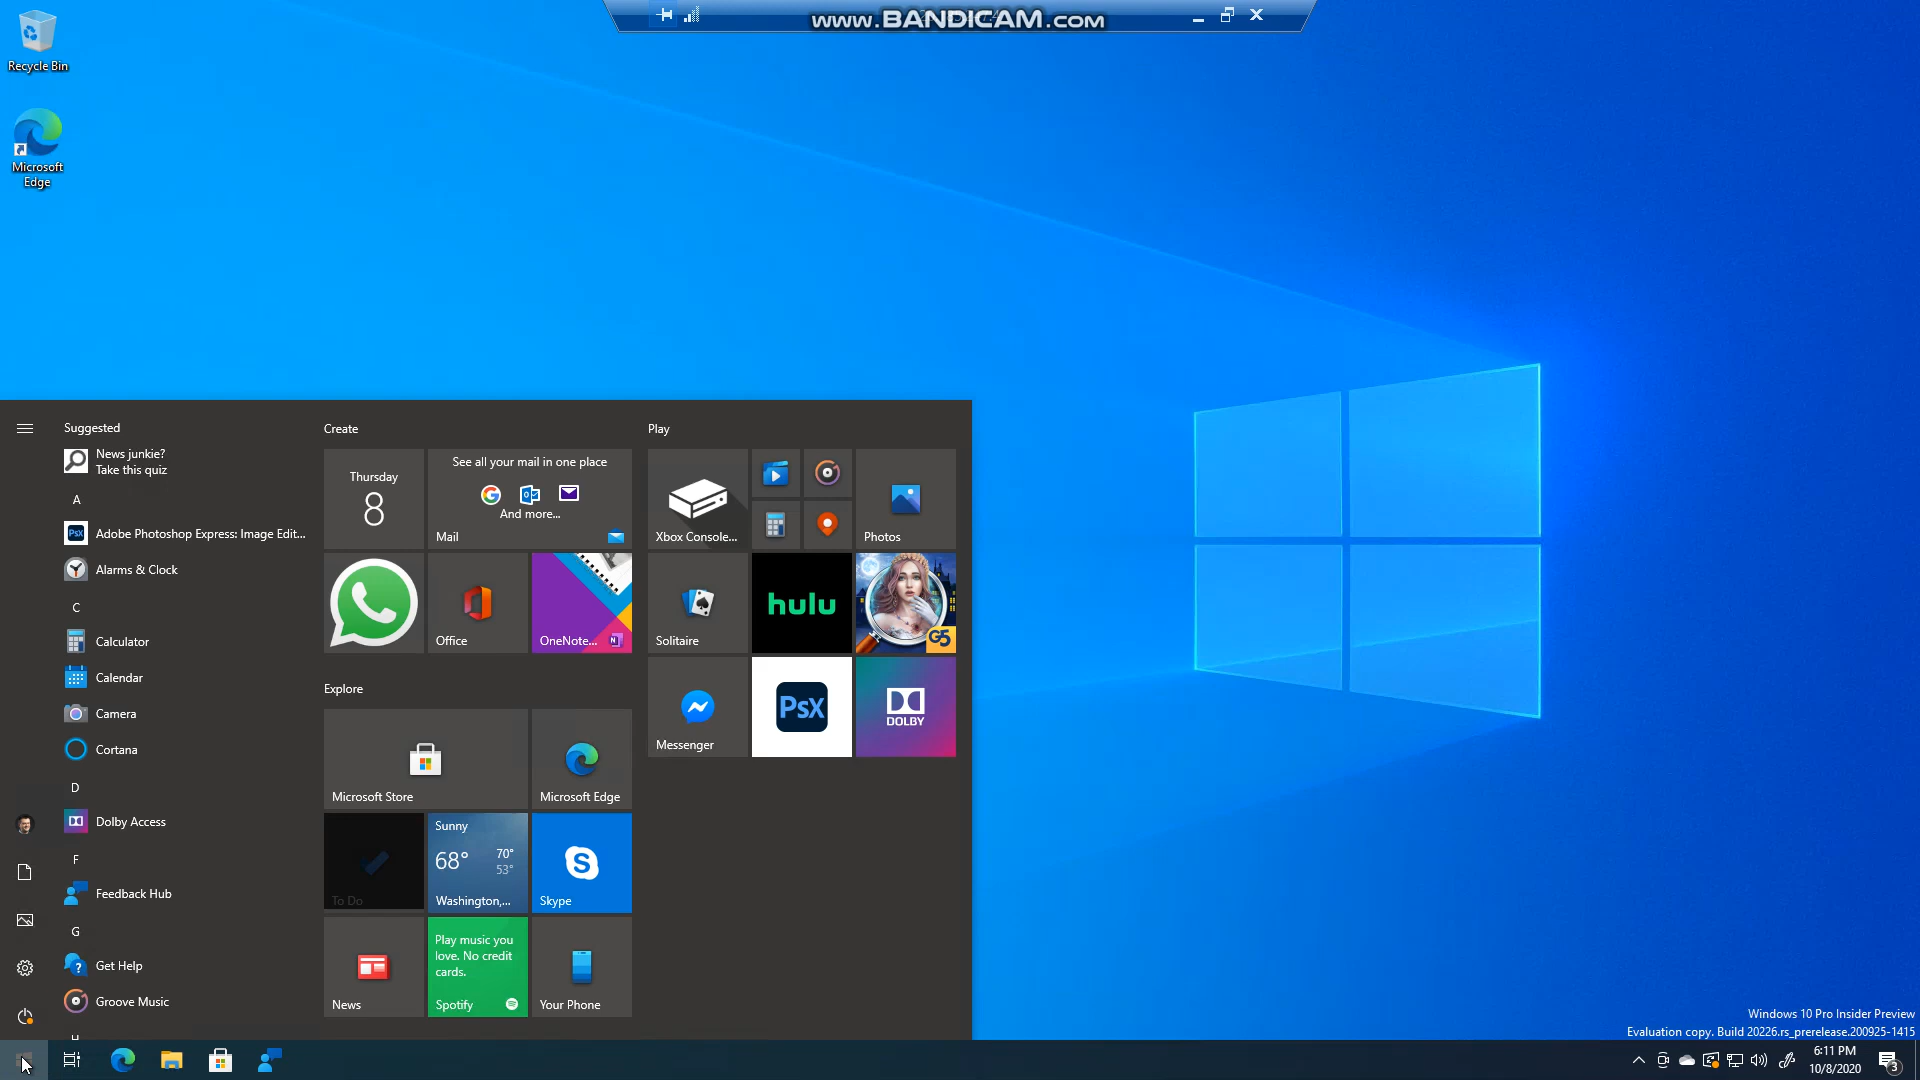 www.BANDICAM.com
Recycle Bin
Microsoft
Edge
Suggested
News junkie?
Take this quiz
A
PsX
Adobe Photoshop Express: Image Edit...
Alarms & Clock
C
Calculator
Calendar
Camera
Cortana
D
Dolby Access
F
Feedback Hub
G
Get Help
Groove Music
H
Create
Thursday
8
See all your mail in one place
And more...
Mail
Office
OneNote...
Explore
Microsoft Store
Microsoft Edge
To Do
Sunny
68°
70°
53°
Washington,...
Skype
News
Play music you
love. No credit
cards.
Spotify
Your Phone
Play
Xbox Console...
Photos
Solitaire
hulu
G5
Messenger
PsX
DOLBY
Windows 10 Pro Insider Preview
Evaluation copy. Build 20226.rs_prerelease.200925-1415
6:11 PM
10/8/2020
3